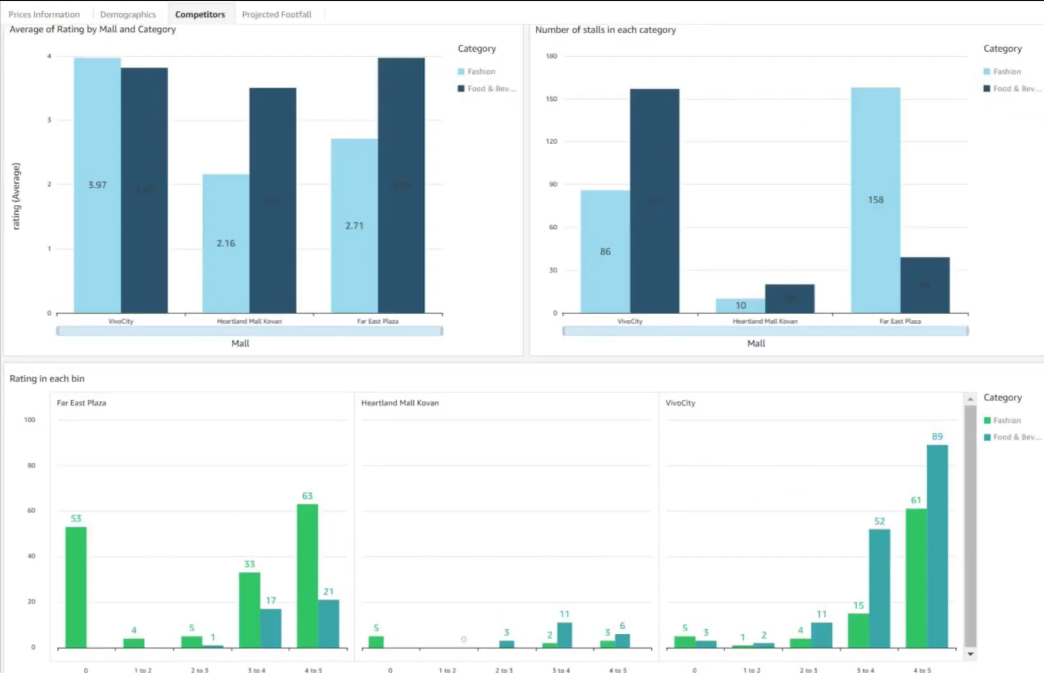 Prices Information Demographics Competitors Projected Footfall
Average of Rating by Mall and Category
Category
Fashion
Food & Bev...
rating (Average)
4
3
2
1
0
3.97
2.16
2.71
VivoCity Heartland Mall Kovan Far East Plaza
Mall
Number of stalls in each category
Category
Fashion
Food & Bev...
180
150
120
90
60
30
0
86
10
158
VivoCity Heartland Mall Kovan Far East Plaza
Mall
Rating in each bin
Category
Fashion
Food & Bev...
100
80
60
40
20
0
Far East Plaza
53
4
5
1
33
17
63
21
0 1 to 2 2 to 3 3 to 4 4 to 5
Heartland Mall Kovan
5
0
3
2
11
3
6
0 1 to 2 2 to 3 3 to 4 4 to 5
VivoCity
5
3
1
2
4
11
15
52
61
89
0 1 to 2 2 to 3 3 to 4 4 to 5